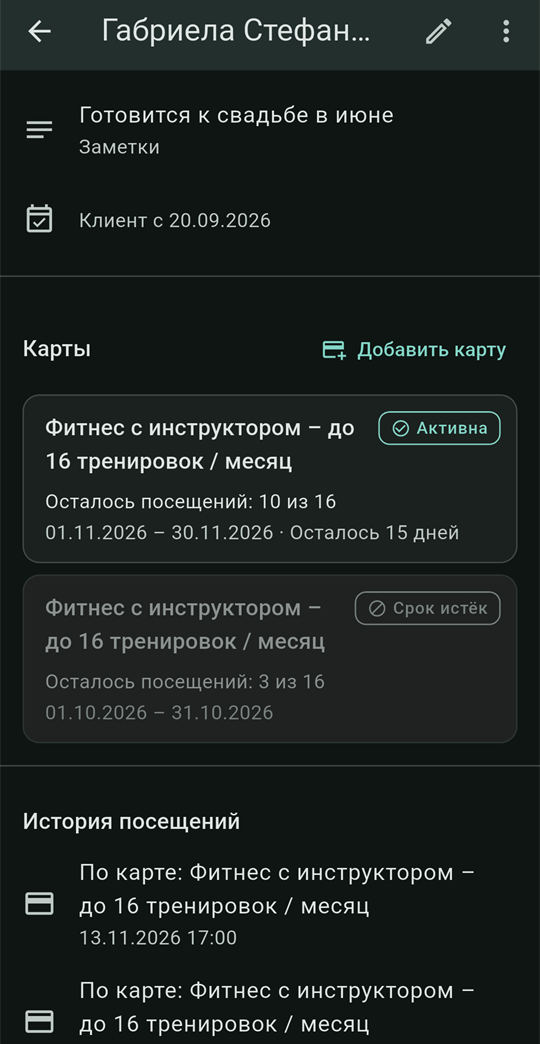 Габриела Стефан...
Готовится к свадьбе в июне
Заметки
Клиент с 20.09.2026
Карты
Добавить карту
Фитнес с инструктором – до
16 тренировок / месяц
Активна
Осталось посещений: 10 из 16
01.11.2026 – 30.11.2026 · Осталось 15 дней
Фитнес с инструктором –
до 16 тренировок / месяц
Срок истёк
Осталось посещений: 3 из 16
01.10.2026 – 31.10.2026
История посещений
По карте: Фитнес с инструктором –
до 16 тренировок / месяц
13.11.2026 17:00
По карте: Фитнес с инструктором –
до 16 тренировок / месяц